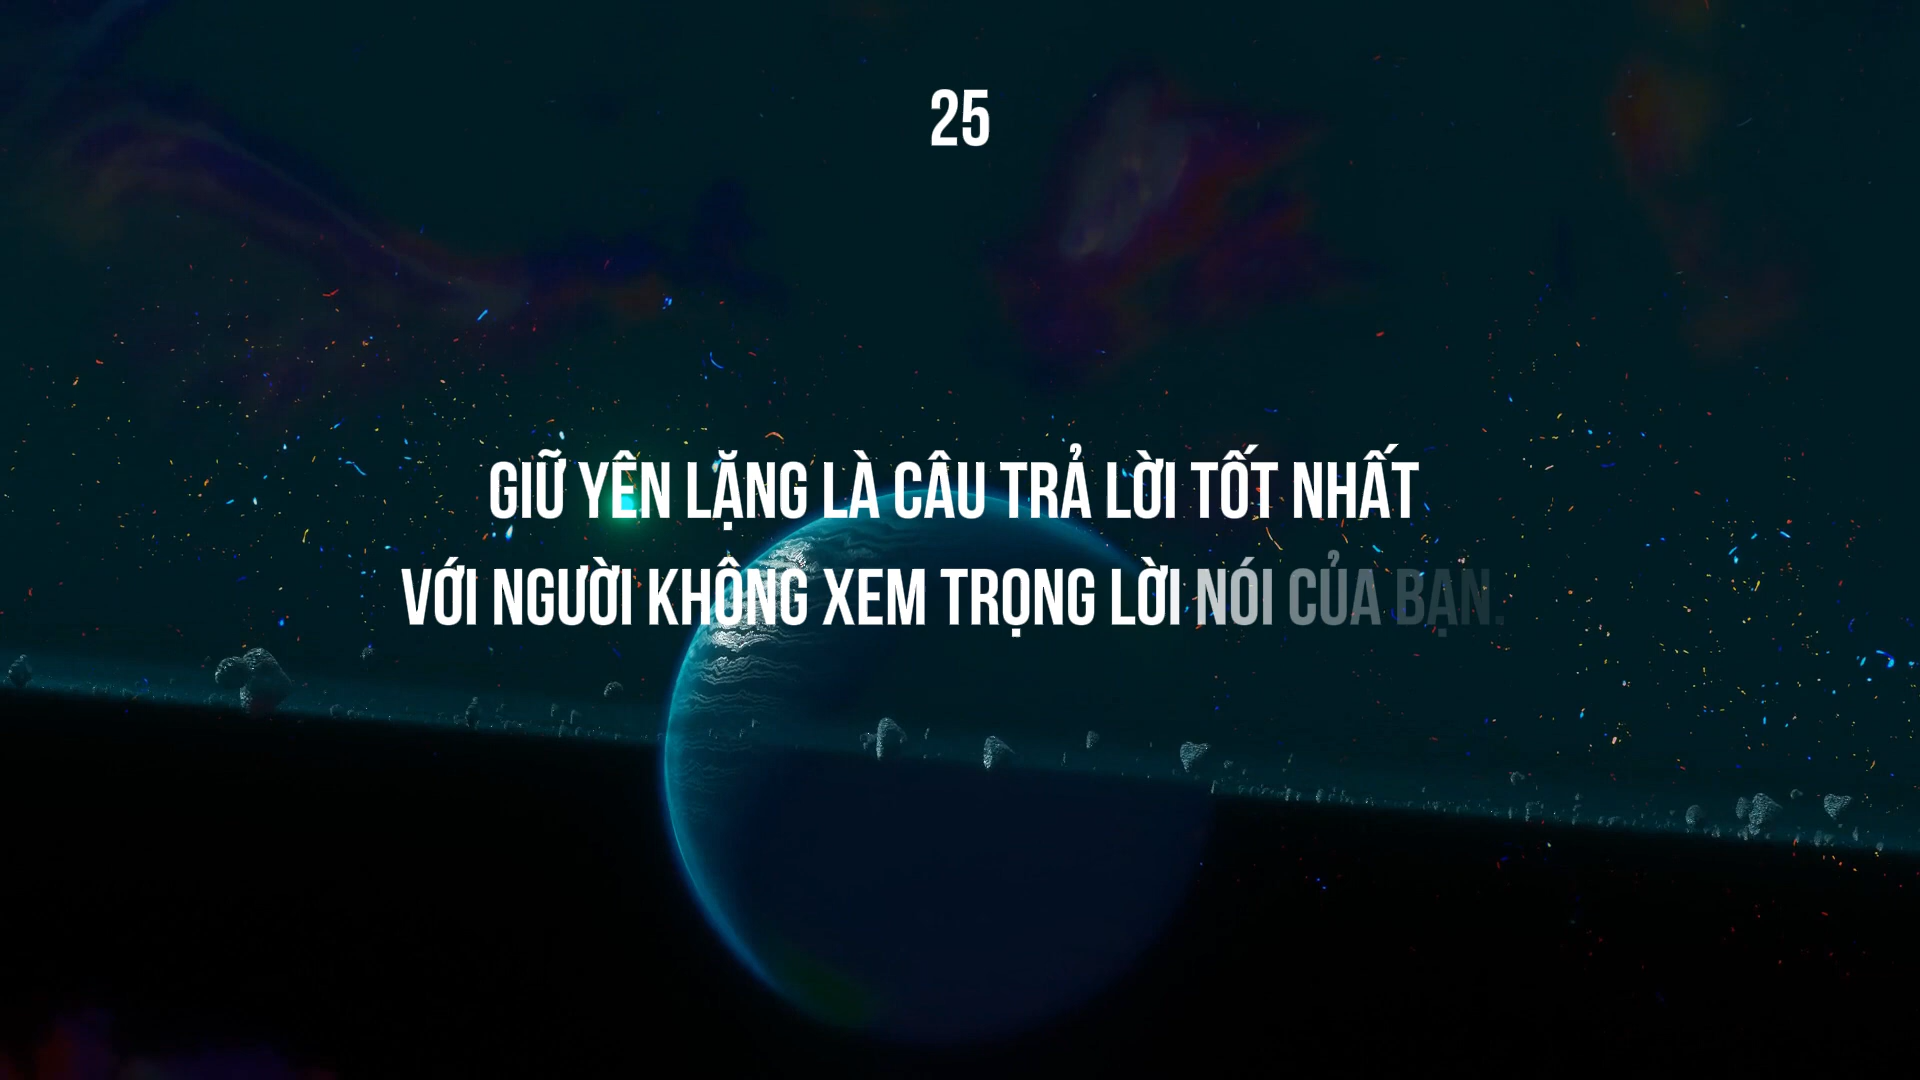 25
GIỮ YÊN LẶNG LÀ CÂU TRẢ LỜI TỐT NHẤT
VỚI NGƯỜI KHÔNG XEM TRỌNG LỜI NÓI CỦA BẠN.